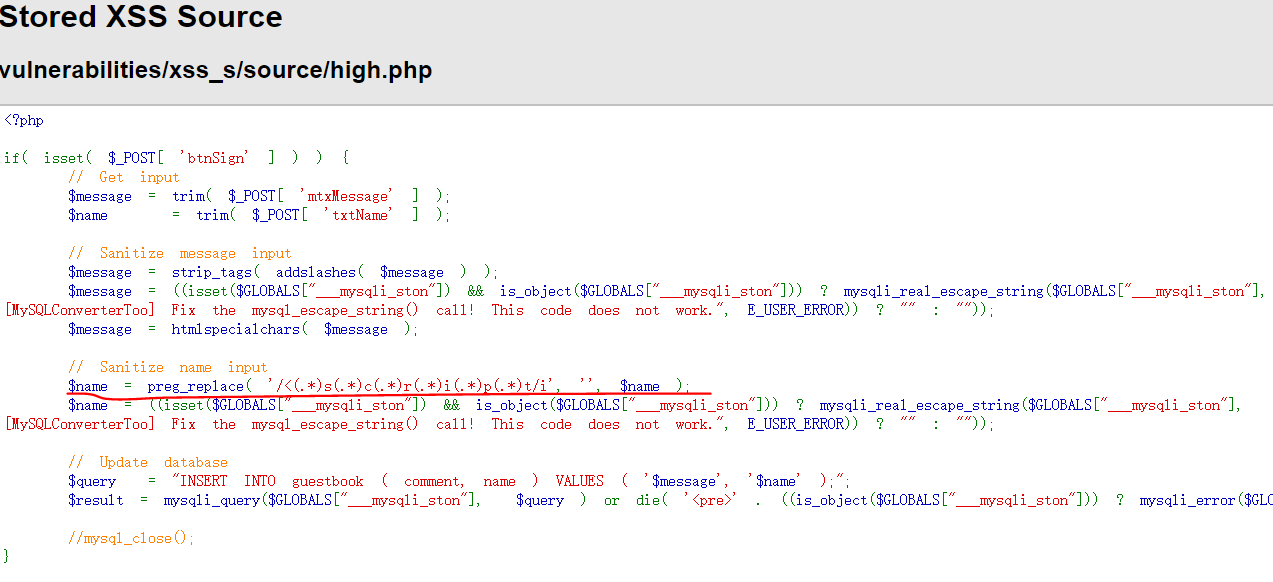 Stored XSS Source
vulnerabilities/xss_s/source/high.php
<?php
if( isset( $_POST[ 'btnSign' ] ) ) {
// Get input
$message = trim( $_POST[ 'mtxMessage' ] );
$name = trim( $_POST[ 'txtName' ] );
// Sanitize message input
$message = strip_tags( addslashes( $message ) );
$message = ((isset($GLOBALS["___mysqli_ston"]) && is_object($GLOBALS["___mysqli_ston"])) ? mysqli_real_escape_string($GLOBALS["___mysqli_ston"],
[MySQLConverterToo] Fix the mysql_escape_string() call! This code does not work.", E_USER_ERROR)) ? "" : ""));
$message = htmlspecialchars( $message );
// Sanitize name input
$name = preg_replace( '/<(.*)s(.*)c(.*)r(.*)i(.*)p(.*)t/i', '', $name );
$name = ((isset($GLOBALS["___mysqli_ston"]) && is_object($GLOBALS["___mysqli_ston"])) ? mysqli_real_escape_string($GLOBALS["___mysqli_ston"],
[MySQLConverterToo] Fix the mysql_escape_string() call! This code does not work.", E_USER_ERROR)) ? "" : ""));
// Update database
$query = "INSERT INTO guestbook ( comment, name ) VALUES ( '$message', '$name' );";
$result = mysqli_query($GLOBALS["___mysqli_ston"], $query ) or die( '<pre>' . ((is_object($GLOBALS["___mysqli_ston"])) ? mysqli_error($GLO
//mysql_close();
}